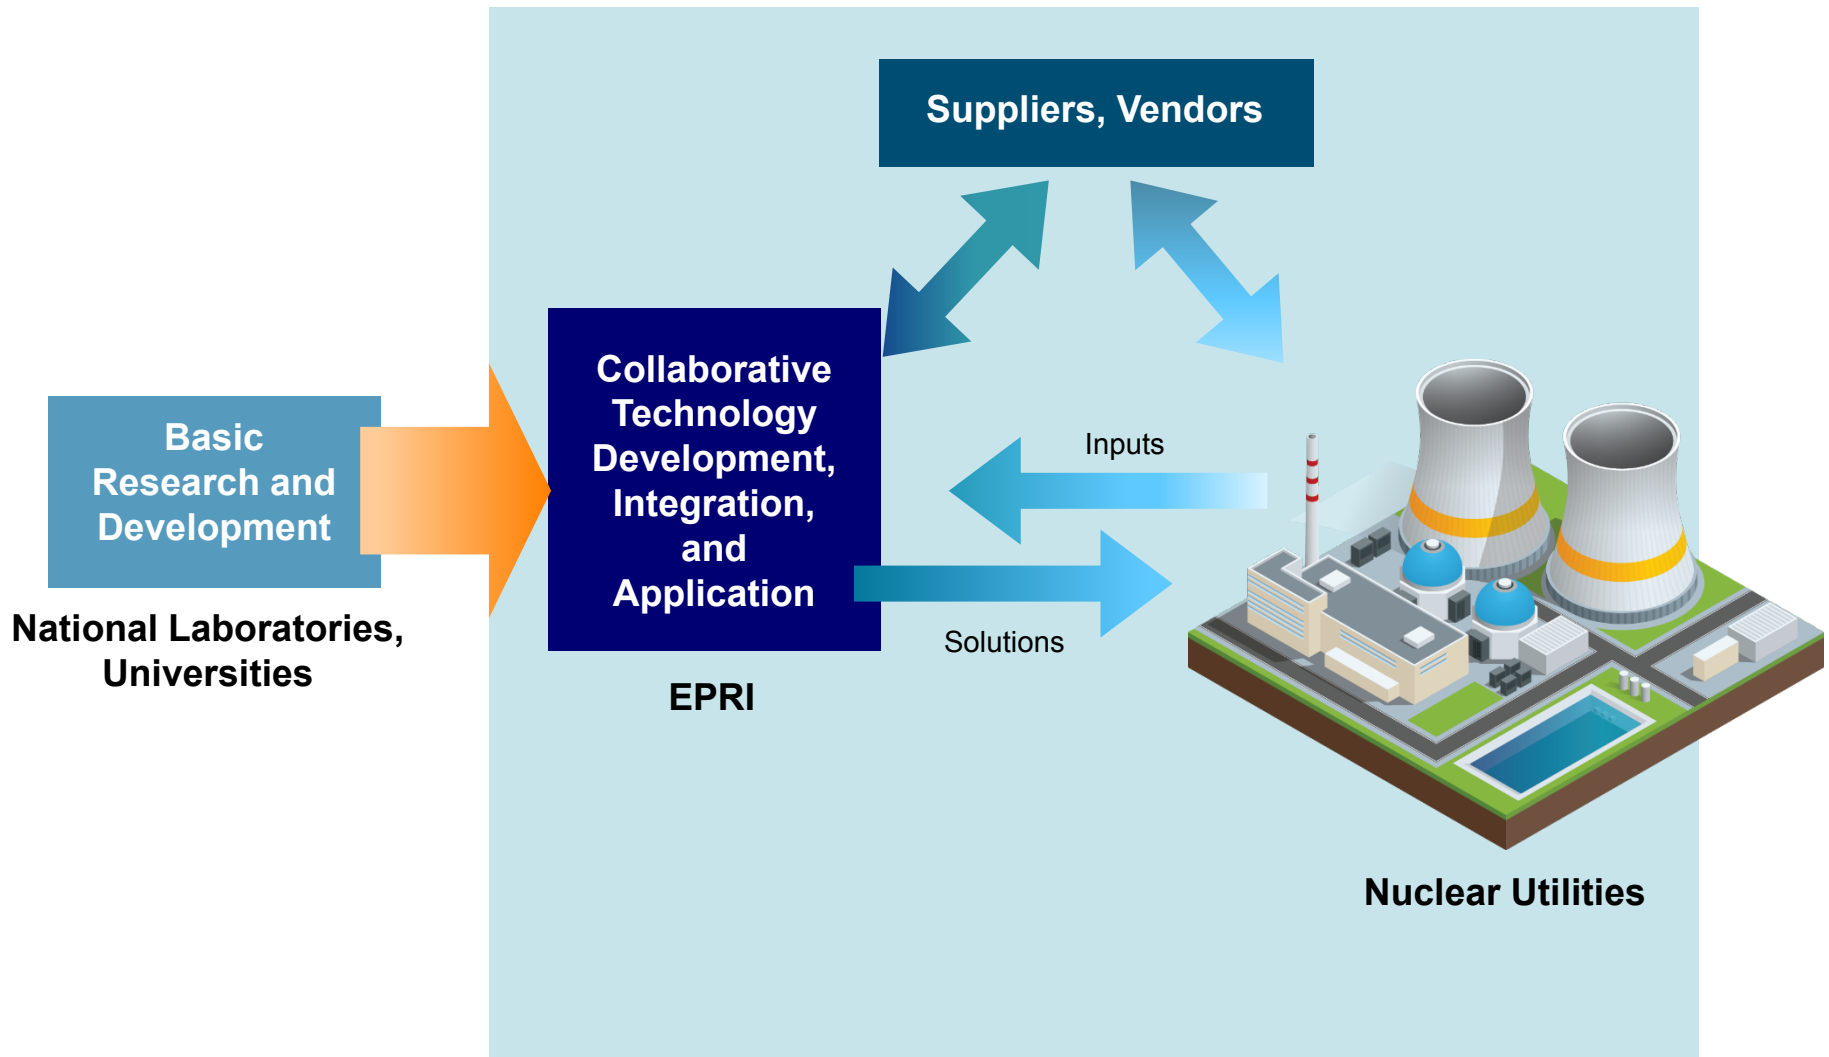 Suppliers, Vendors
Basic
Research and
Development
National Laboratories,
Universities
Collaborative
Technology
Development,
Integration,
and
Application
EPRI
Inputs
Solutions
Nuclear Utilities